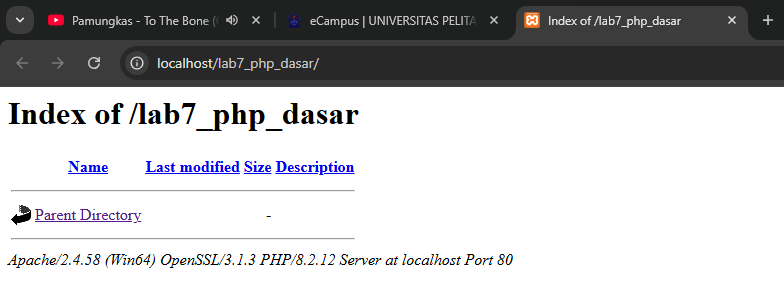 Pamungkas - To The Bone (
eCampus | UNIVERSITAS PELITA
Index of /lab7_php_dasar
localhost/lab7_php_dasar/
Index of /lab7_php_dasar
Name Last modified Size Description
Parent Directory -
Apache/2.4.58 (Win64) OpenSSL/3.1.3 PHP/8.2.12 Server at localhost Port 80